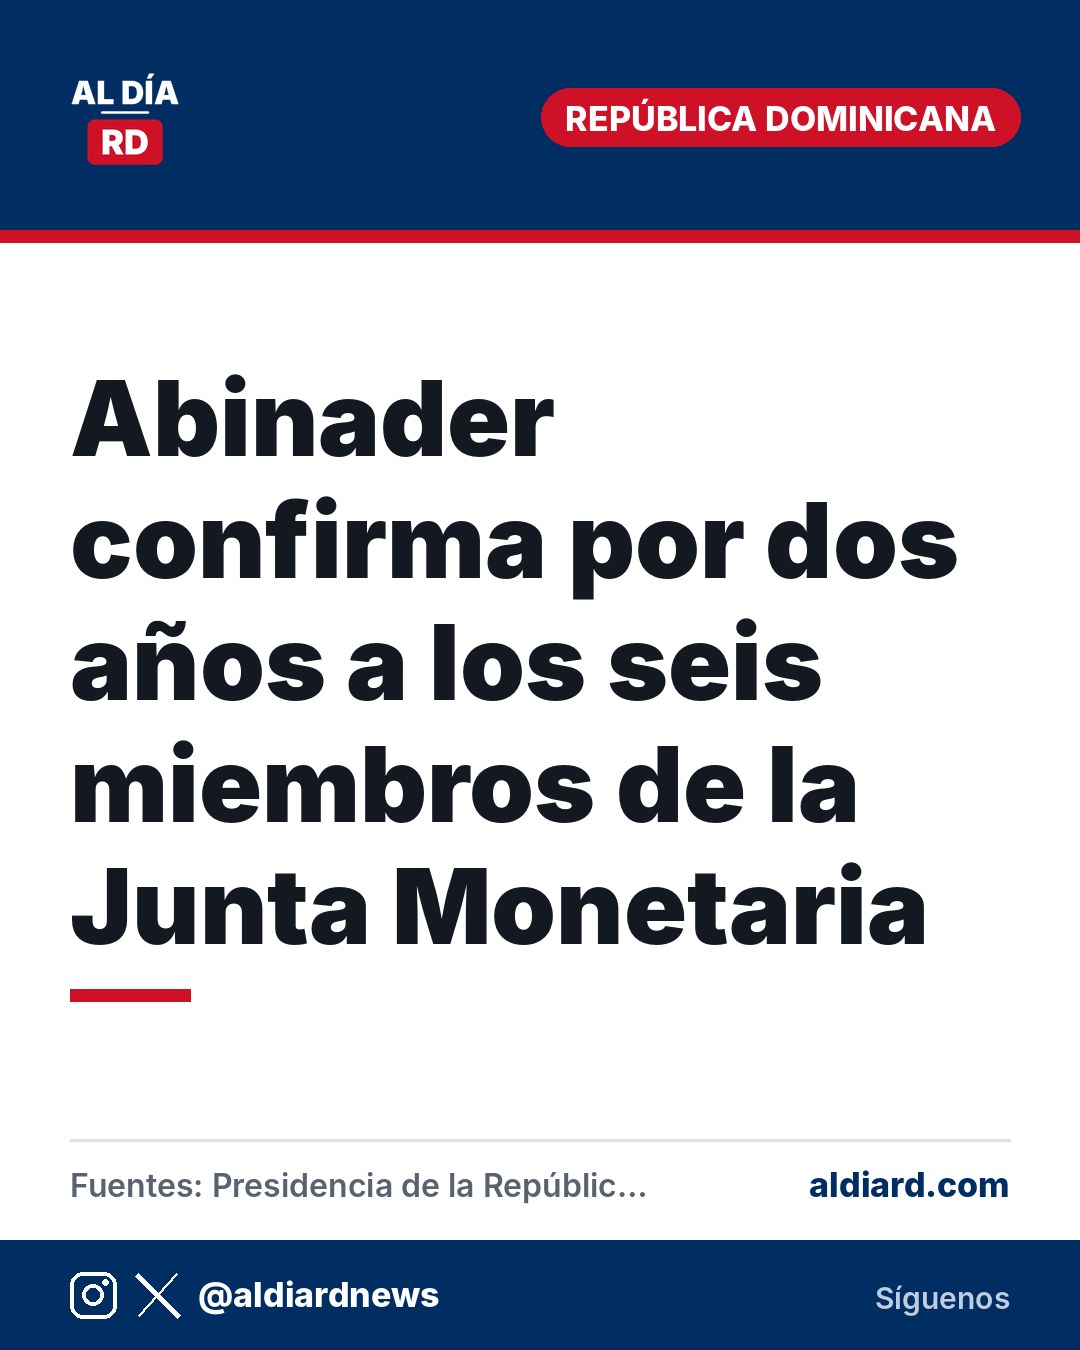 AL DÍA
RD
REPÚBLICA DOMINICANA
Abinader
confirma por dos
años a los seis
miembros de la
Junta Monetaria
Fuentes: Presidencia de la Repúblic...
aldiard.com
@aldiardnews
Síguenos